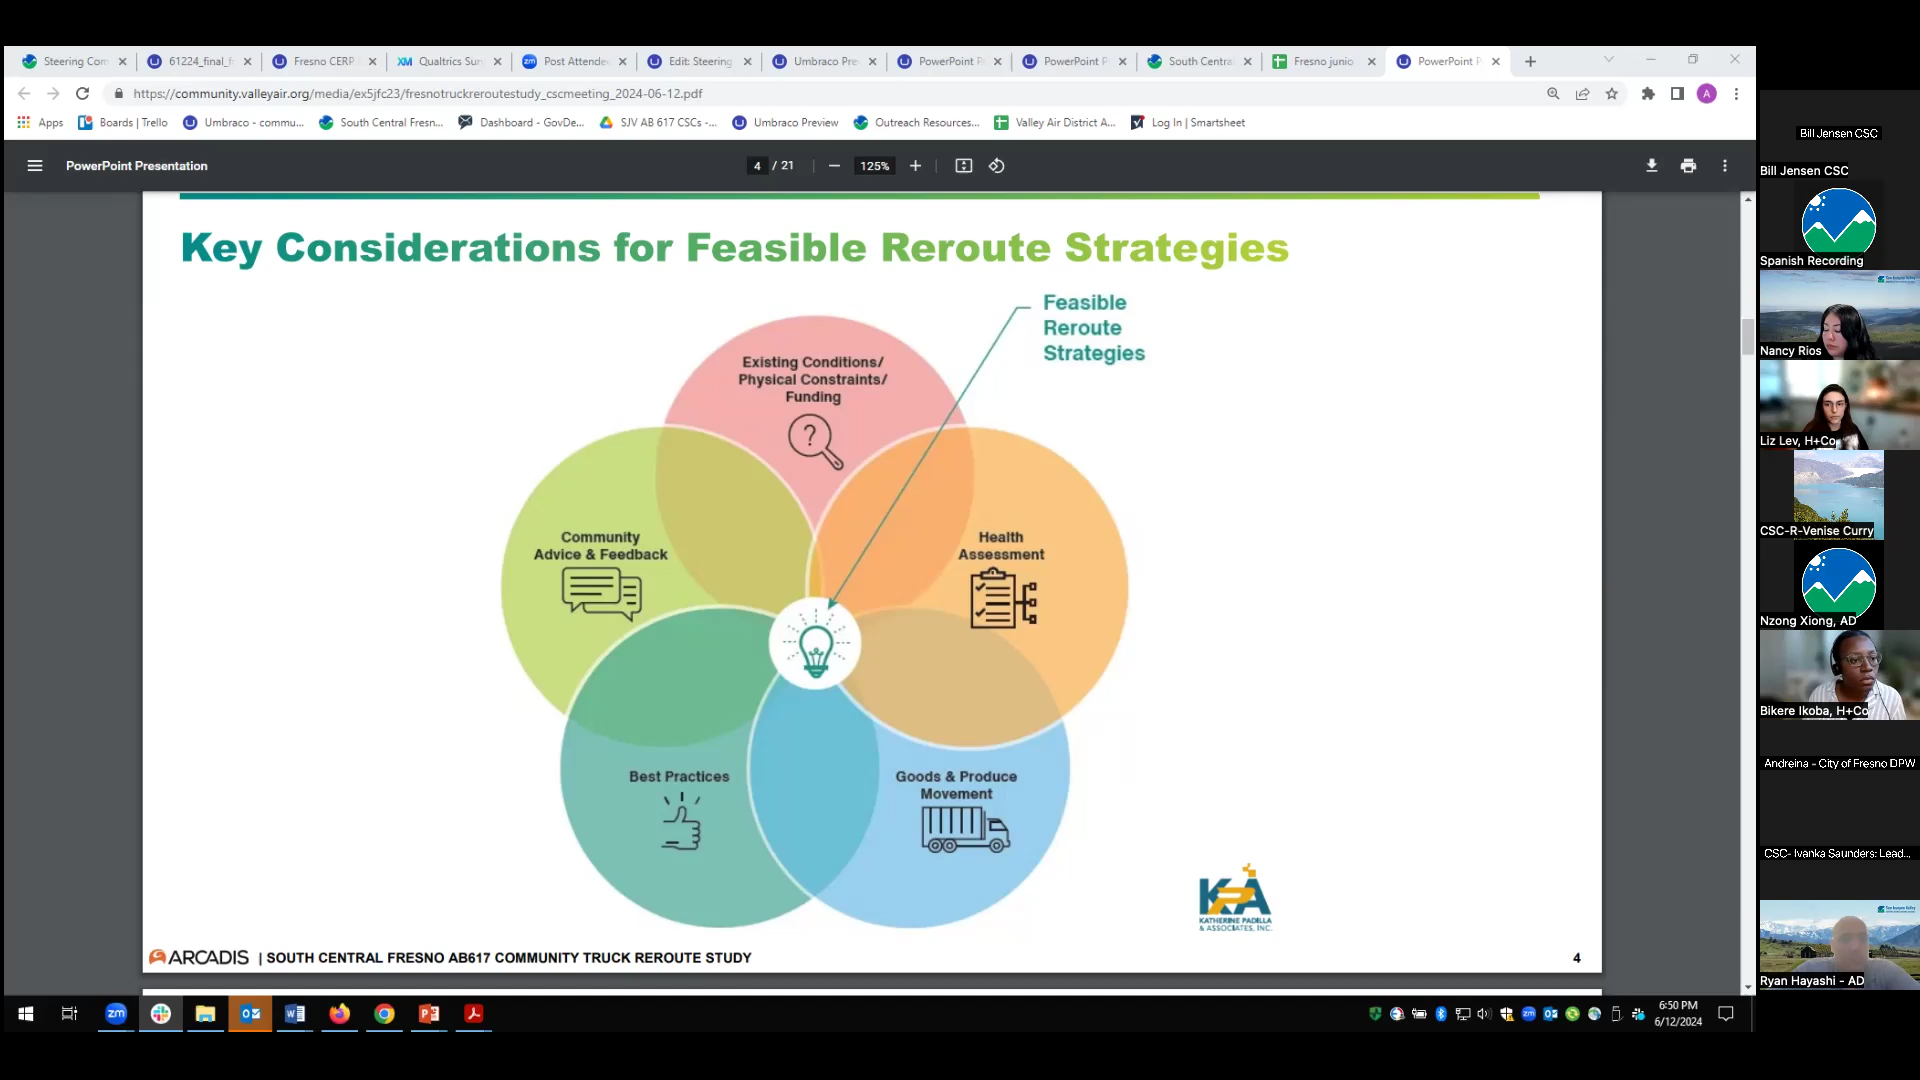 Steering Com
61224_final_f
Fresno CERP
Qualtrics Sur
Post Attende
Edit: Steering
Umbraco Pre
PowerPoint P
PowerPoint P
South Centra
Fresno junio
PowerPoint P
https://community.valleyair.org/media/ex5jfc23/fresnotruckreroutestudy_cscmeeting_2024-06-12.pdf
A
Apps
Boards | Trello
Umbraco - commu...
South Central Fresn...
Dashboard - GovDe...
SJV AB 617 CSCs -...
Umbraco Preview
Outreach Resources...
Valley Air District A...
Log In | Smartsheet
PowerPoint Presentation
4 / 21
125%
Key Considerations for Feasible Reroute Strategies
Feasible
Reroute
Strategies
Existing Conditions/
Physical Constraints/
Funding
?
Community
Advice & Feedback
Health
Assessment
Best Practices
Goods & Produce
Movement
KPA
KATHERINE PADILLA
& ASSOCIATES, INC.
ARCADIS | SOUTH CENTRAL FRESNO AB617 COMMUNITY TRUCK REROUTE STUDY
4
Bill Jensen CSC
Bill Jensen CSC
Spanish Recording
Nancy Rios
Liz Lev, H+Co
CSC-R-Venise Curry
Nzong Xiong, AD
Bikere Ikoba, H+Co
Andreina - City of Fresno DPW
CSC- Ivanka Saunders: Lead...
Ryan Hayashi - AD
zm
6:50 PM
6/12/2024